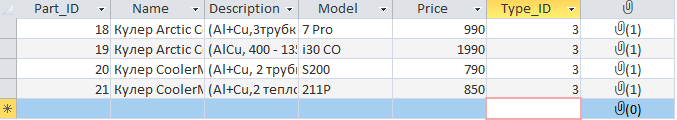 Part_ID Name Description Model Price Type_ID
18 Кулер Arctic (Al+Cu,3трубк 7 Pro 990 3 (1)
19 Кулер Arctic (AlCu, 400 - 135 i30 CO 1990 3 (1)
20 Кулер CoolerM (Al+Cu, 2 труб S200 790 3 (1)
21 Кулер CoolerM (Al+Cu,2 тепл 211P 850 3 (1)
* (0)